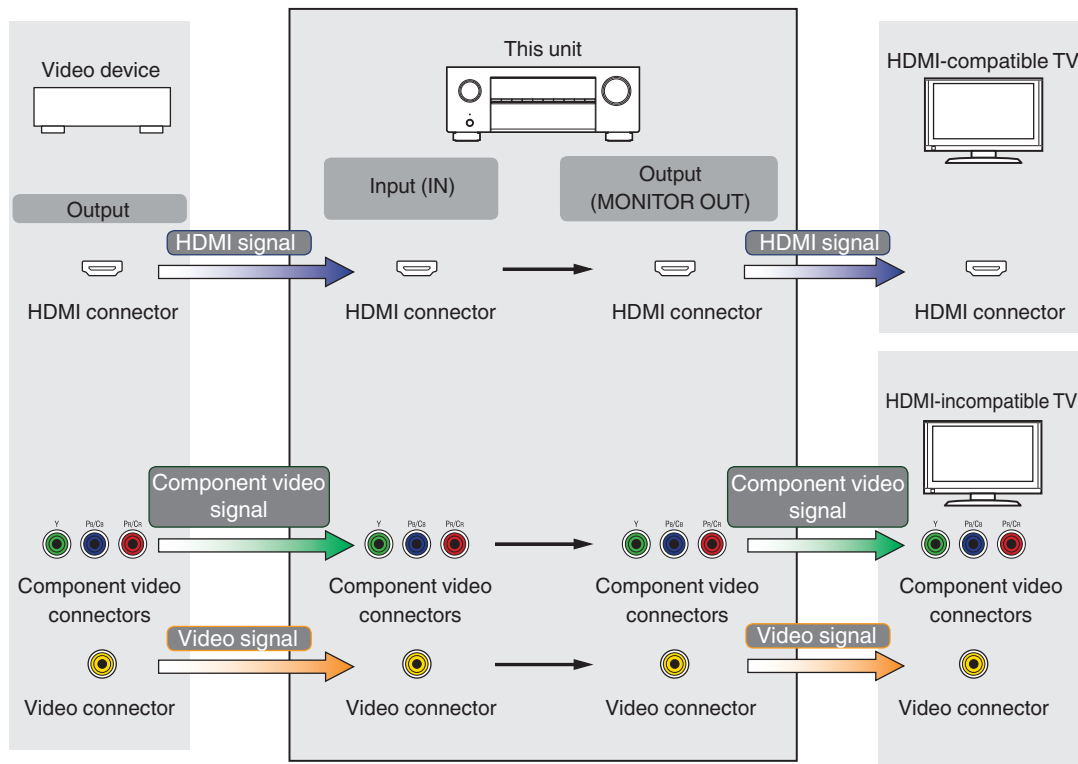 Video device
This unit
HDMI-compatible TV
Input (IN)
Output
(MONITOR OUT)
Output
HDMI signal
HDMI signal
HDMI connector
HDMI connector
HDMI connector
HDMI connector
HDMI-incompatible TV
Component video
signal
Component video
signal
Y PB/CB PR/CR
Y PB/CB PR/CR
Y PB/CB PR/CR
Y PB/CB PR/CR
Component video
connectors
Component video
connectors
Component video
connectors
Component video
connectors
Video signal
Video signal
Video connector
Video connector
Video connector
Video connector